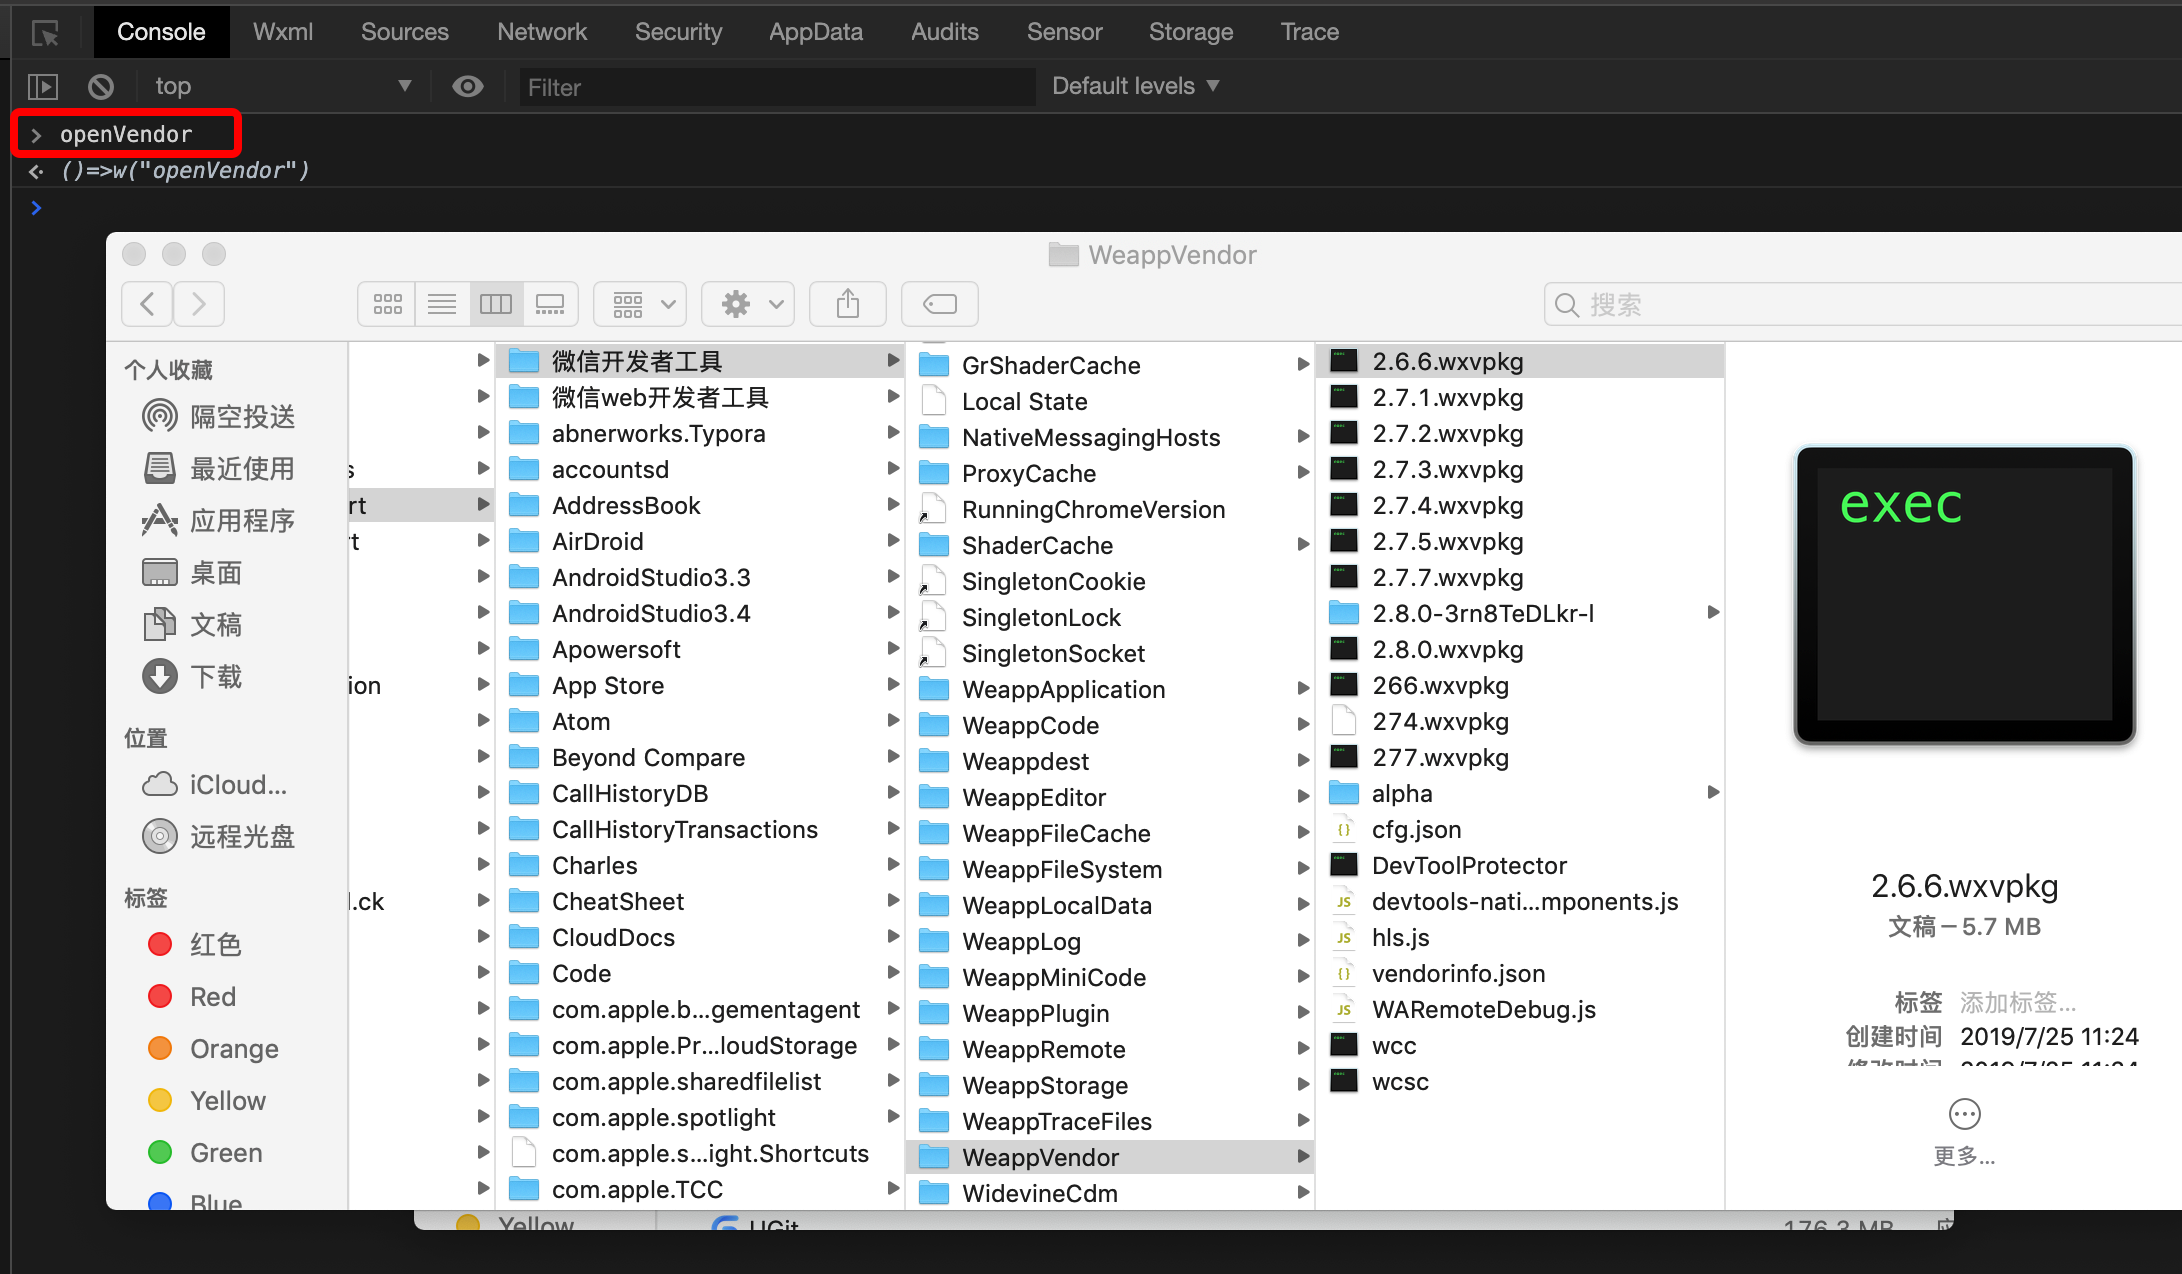 Console Wxml Sources Network Security AppData Audits Sensor Storage Trace
top Filter Default levels
openVendor
()=>w("openVendor")
WeappVendor
搜索
个人收藏
隔空投送
最近使用
应用程序
桌面
文稿
下载
位置
iCloud...
远程光盘
标签
红色
Red
Orange
Yellow
Green
Blue
s
rt
rt
ion
l.ck
微信开发者工具
微信web开发者工具
abnerworks.Typora
accountsd
AddressBook
AirDroid
AndroidStudio3.3
AndroidStudio3.4
Apowersoft
App Store
Atom
Beyond Compare
CallHistoryDB
CallHistoryTransactions
Charles
CheatSheet
CloudDocs
Code
com.apple.b...gementagent
com.apple.Pr...loudStorage
com.apple.sharedfilelist
com.apple.spotlight
com.apple.s...ight.Shortcuts
com.apple.TCC
GrShaderCache
Local State
NativeMessagingHosts
ProxyCache
RunningChromeVersion
ShaderCache
SingletonCookie
SingletonLock
SingletonSocket
WeappApplication
WeappCode
Weappdest
WeappEditor
WeappFileCache
WeappFileSystem
WeappLocalData
WeappLog
WeappMiniCode
WeappPlugin
WeappRemote
WeappStorage
WeappTraceFiles
WeappVendor
WidevineCdm
2.6.6.wxvpkg
2.7.1.wxvpkg
2.7.2.wxvpkg
2.7.3.wxvpkg
2.7.4.wxvpkg
2.7.5.wxvpkg
2.7.7.wxvpkg
2.8.0-3rn8TeDLkr-l
2.8.0.wxvpkg
266.wxvpkg
274.wxvpkg
277.wxvpkg
alpha
cfg.json
DevToolProtector
devtools-nati...mponents.js
hls.js
vendorinfo.json
WARemoteDebug.js
wcc
wcsc
exec
2.6.6.wxvpkg
文稿 – 5.7 MB
标签 添加标签...
创建时间 2019/7/25 11:24
修改时间 2019/7/25 11:24
更多...
Yellow UGit 176.3 MB